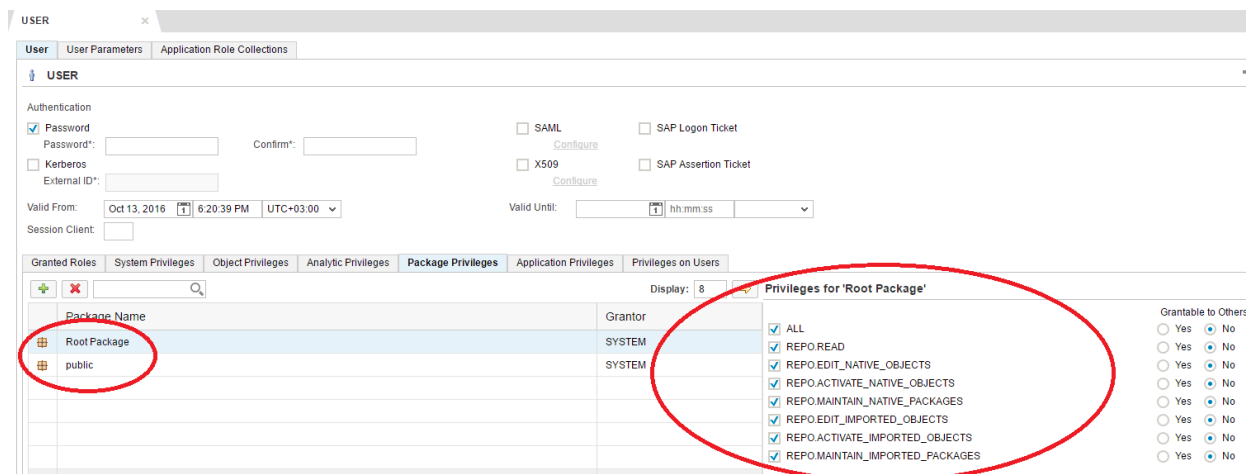 USER ×
User User Parameters Application Role Collections
USER
Authentication
Password SAML SAP Logon Ticket
Password*: Confirm*: Configure
Kerberos X509 SAP Assertion Ticket
External ID*: Configure
Valid From: Oct 13, 2016 1 6:20:39 PM UTC+03:00 Valid Until: 1 hh:mm:ss
Session Client:
Granted Roles System Privileges Object Privileges Analytic Privileges Package Privileges Application Privileges Privileges on Users
Display: 8 Privileges for 'Root Package'
Package Name Grantor Grantable to Others
Root Package SYSTEM
public SYSTEM
ALL Yes No
REPO.READ Yes No
REPO.EDIT_NATIVE_OBJECTS Yes No
REPO.ACTIVATE_NATIVE_OBJECTS Yes No
REPO.MAINTAIN_NATIVE_PACKAGES Yes No
REPO.EDIT_IMPORTED_OBJECTS Yes No
REPO.ACTIVATE_IMPORTED_OBJECTS Yes No
REPO.MAINTAIN_IMPORTED_PACKAGES Yes No